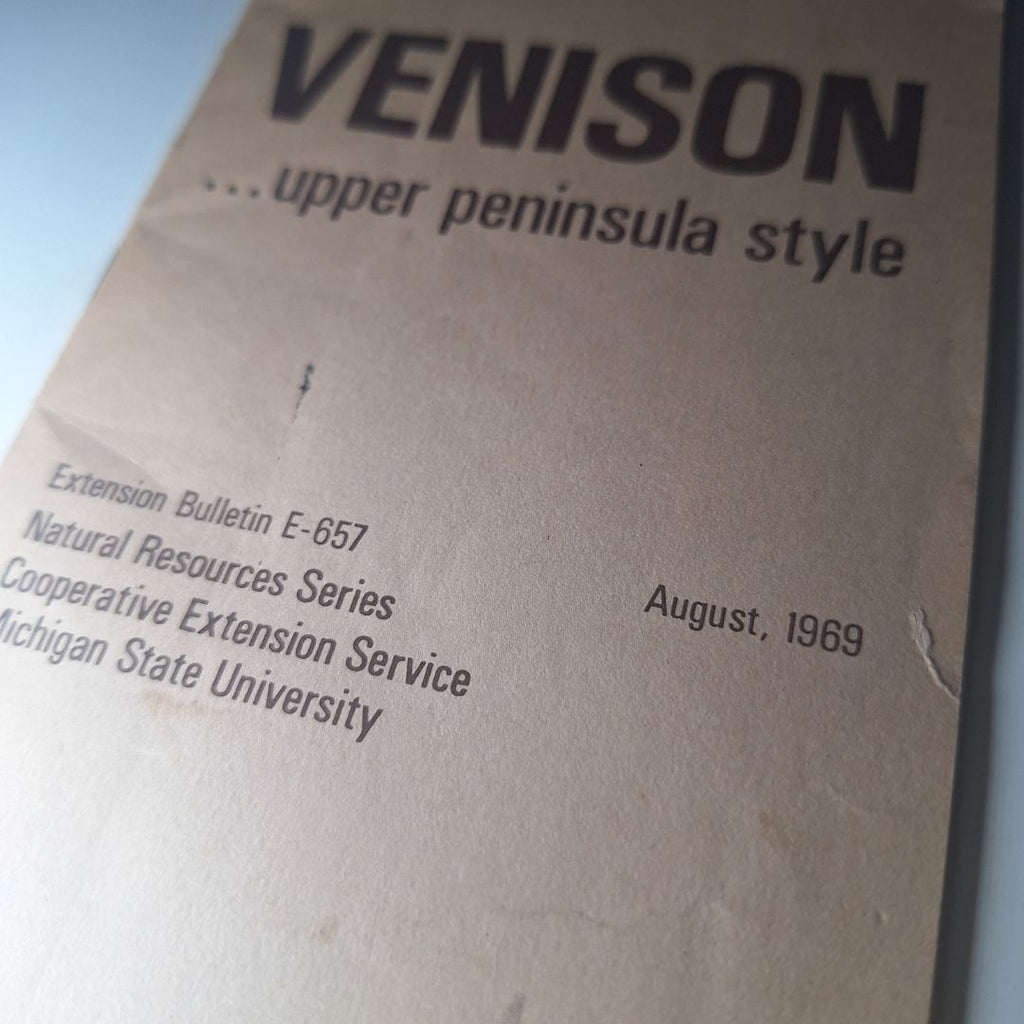 VENISON
...upper peninsula style
Extension Bulletin E-657
Natural Resources Series
Cooperative Extension Service
Michigan State University
August, 1969